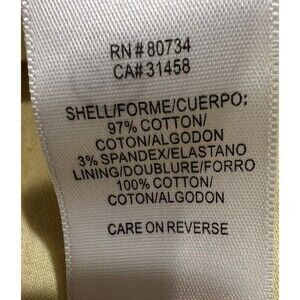 RN# 80734
CA# 31458
SHELL/FORME/CUERPO:
97% COTTON/
COTON/ALGODON
3% SPANDEX/ELASTANO
LINING/DOUBLURE/FORRO
100% COTTON/
COTON/ALGODON
CARE ON REVERSE